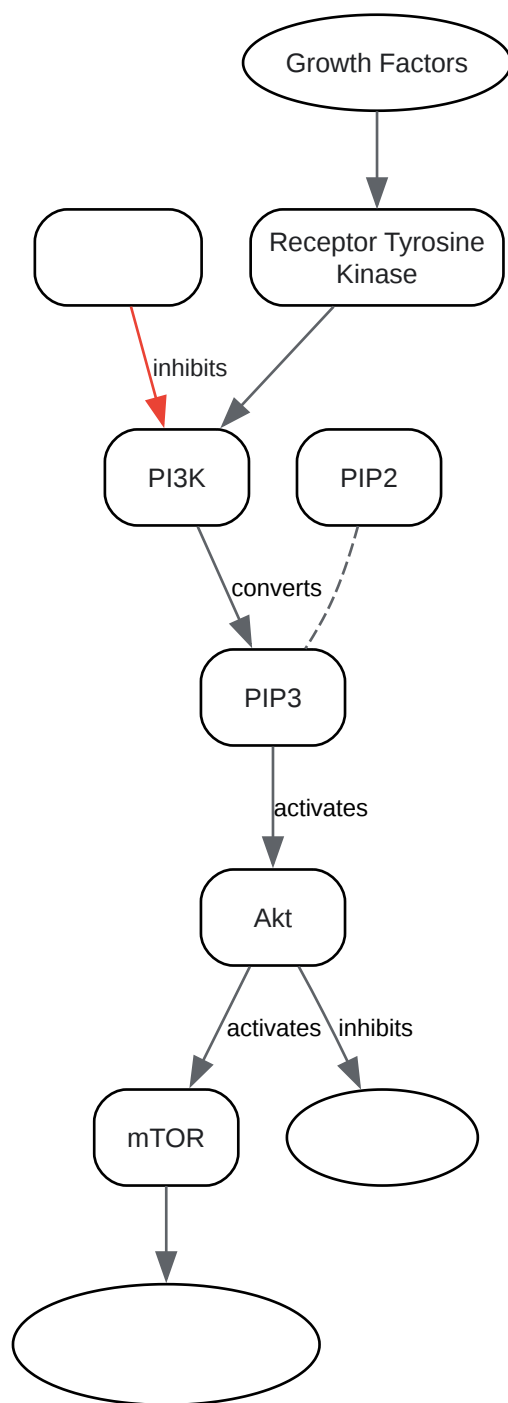 Growth Factors
Receptor Tyrosine
Kinase
inhibits
PI3K
PIP2
converts
PIP3
activates
Akt
activates
inhibits
mTOR